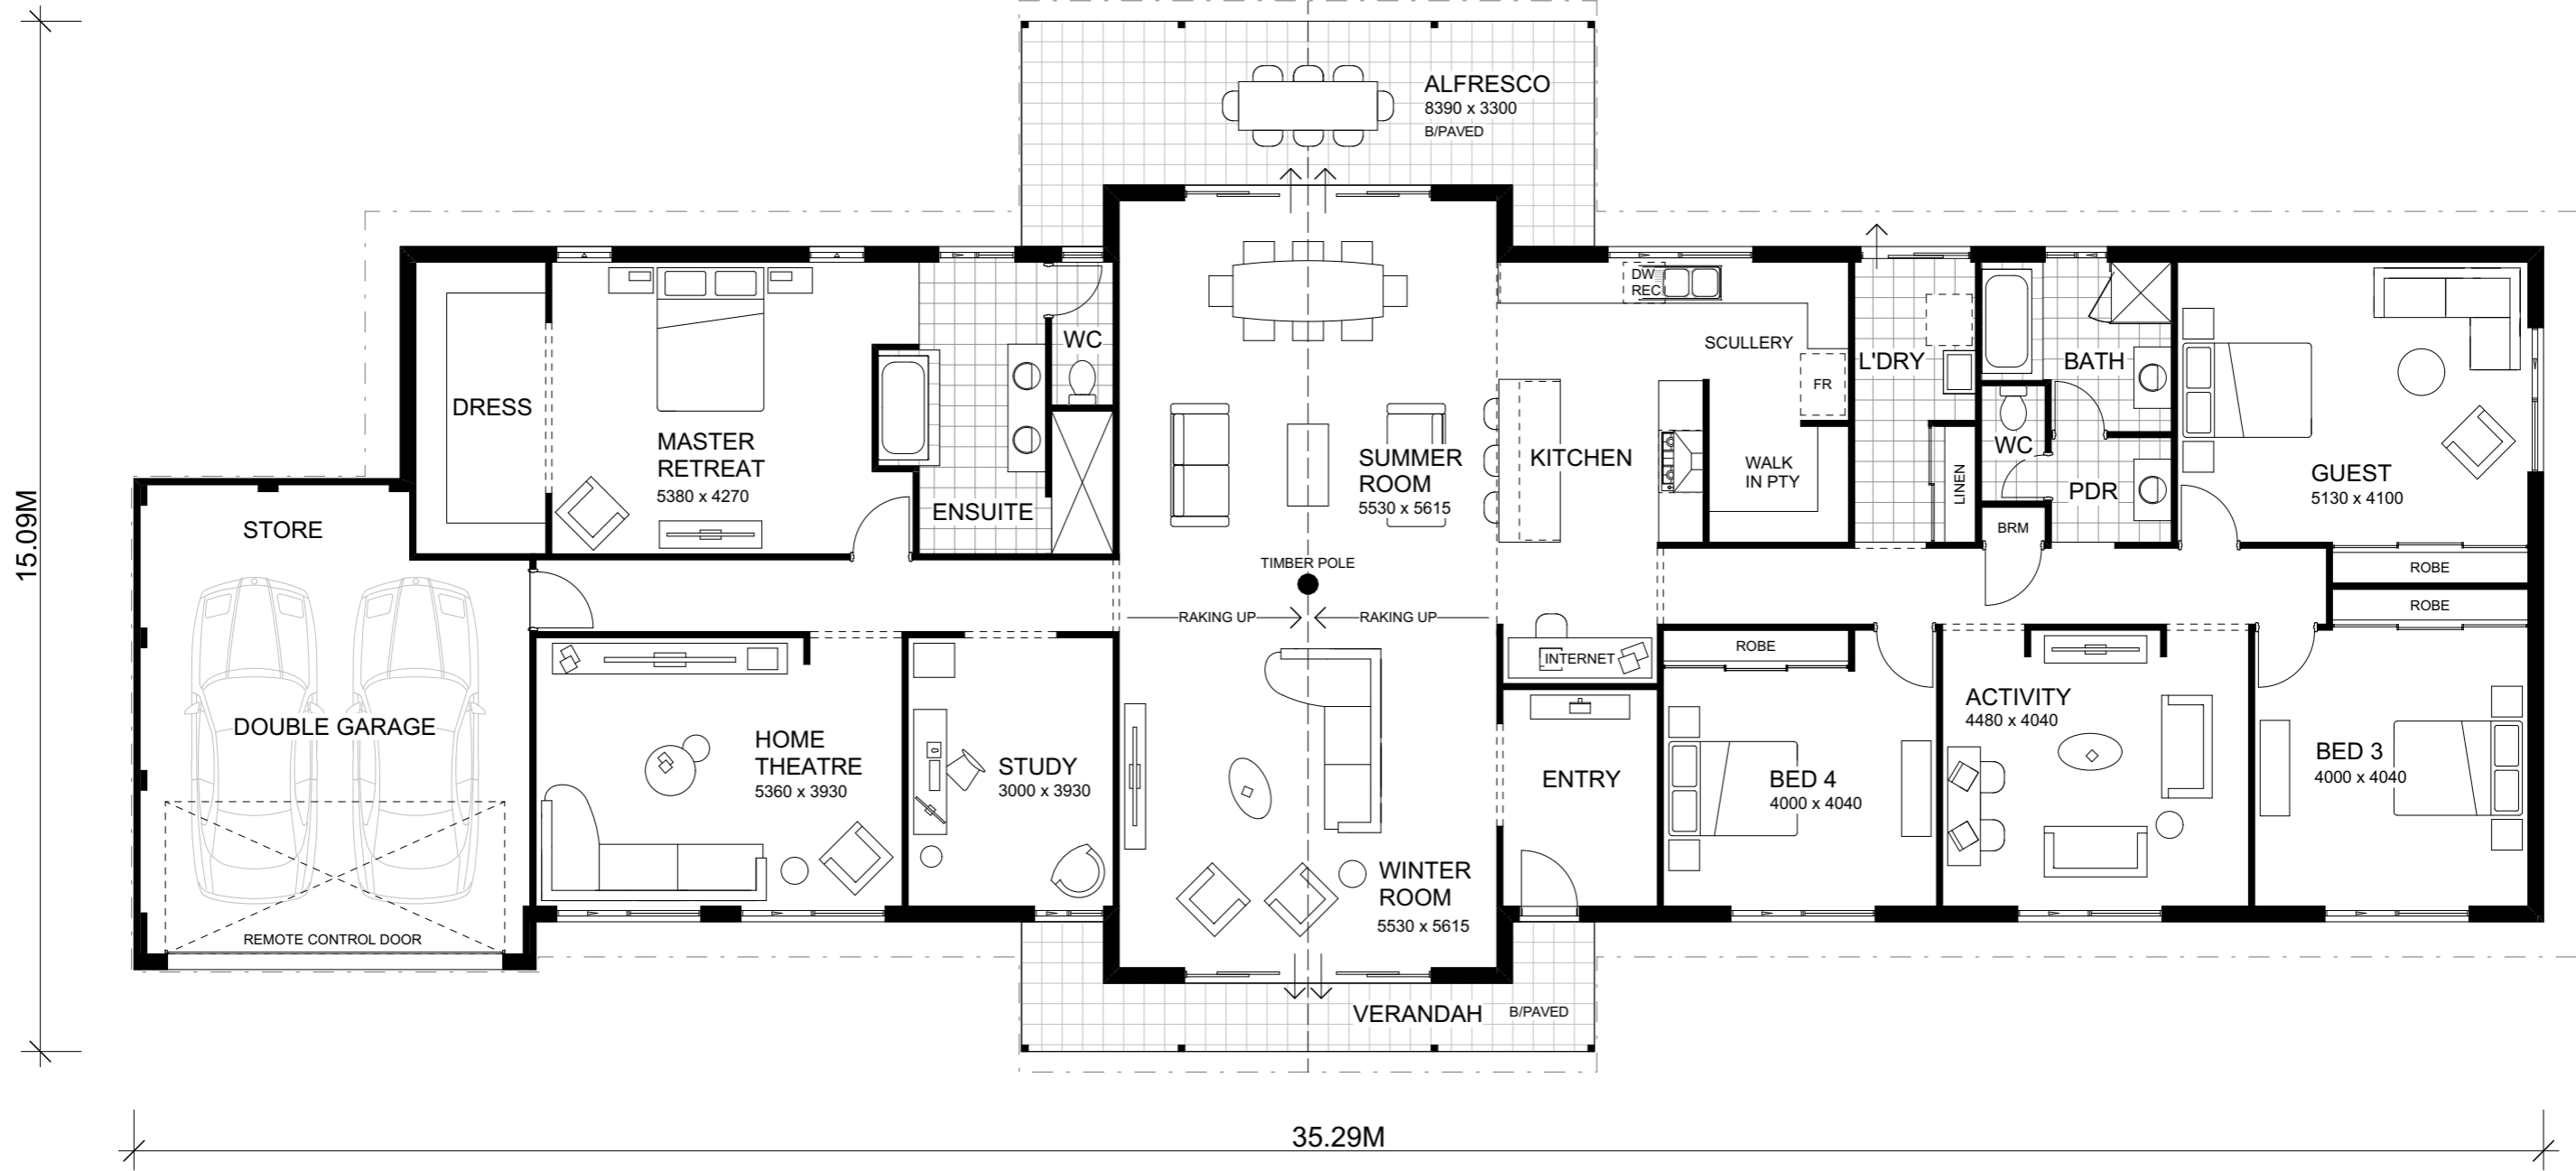 ALFRESCO
8390 x 3300
B/PAVED
DW
REC
SCULLERY
WC
L'DRY
BATH
FR
DRESS
MASTER
RETREAT
5380 x 4270
SUMMER
ROOM
5530 x 5615
KITCHEN
WALK
IN PTY
LINEN
WC
PDR
GUEST
5130 x 4100
ENSUITE
STORE
BRM
TIMBER POLE
ROBE
ROBE
RAKING UP
RAKING UP
INTERNET
ROBE
15.09M
DOUBLE GARAGE
HOME
THEATRE
5360 x 3930
STUDY
3000 x 3930
ENTRY
BED 4
4000 x 4040
ACTIVITY
4480 x 4040
BED 3
4000 x 4040
WINTER
ROOM
5530 x 5615
REMOTE CONTROL DOOR
VERANDAH
B/PAVED
35.29M